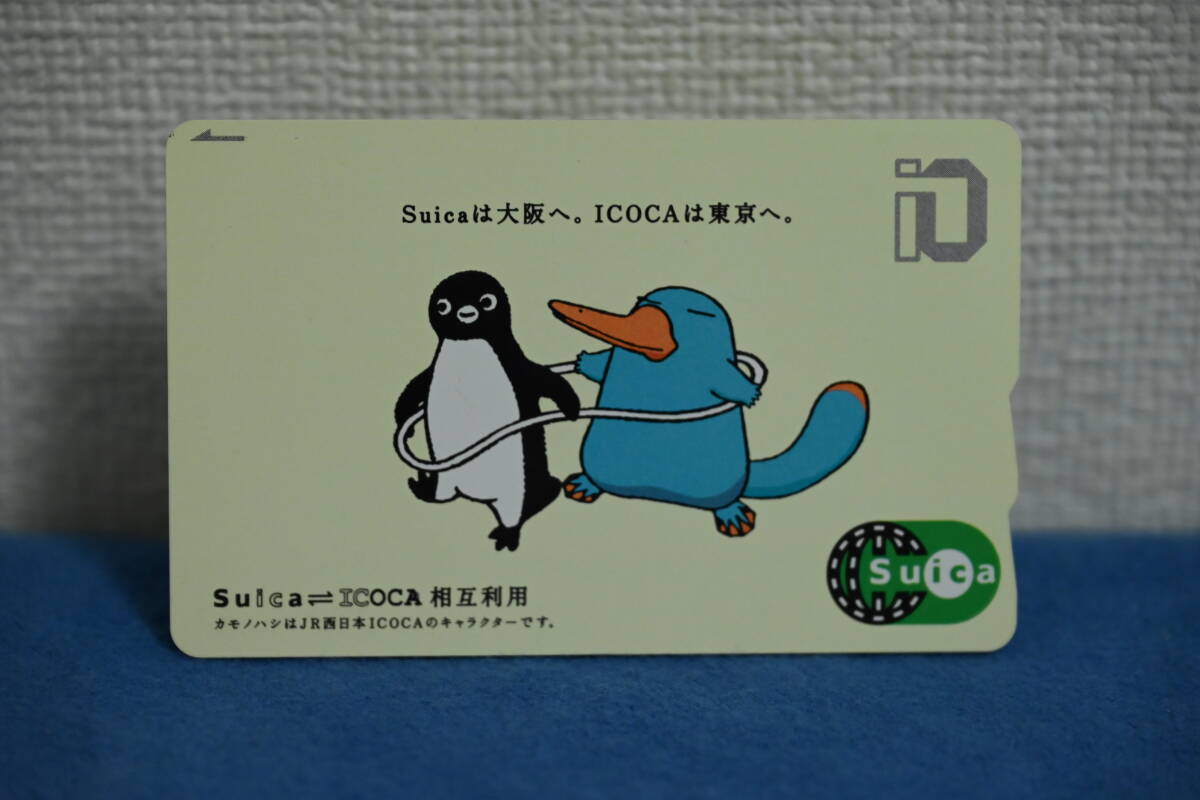 Suicaは大阪へ。ICOCAは東京へ。
iO
Suica
Suica⇌ICOCA 相互利用
カモノハシはJR西日本ICOCAのキャラクターです。